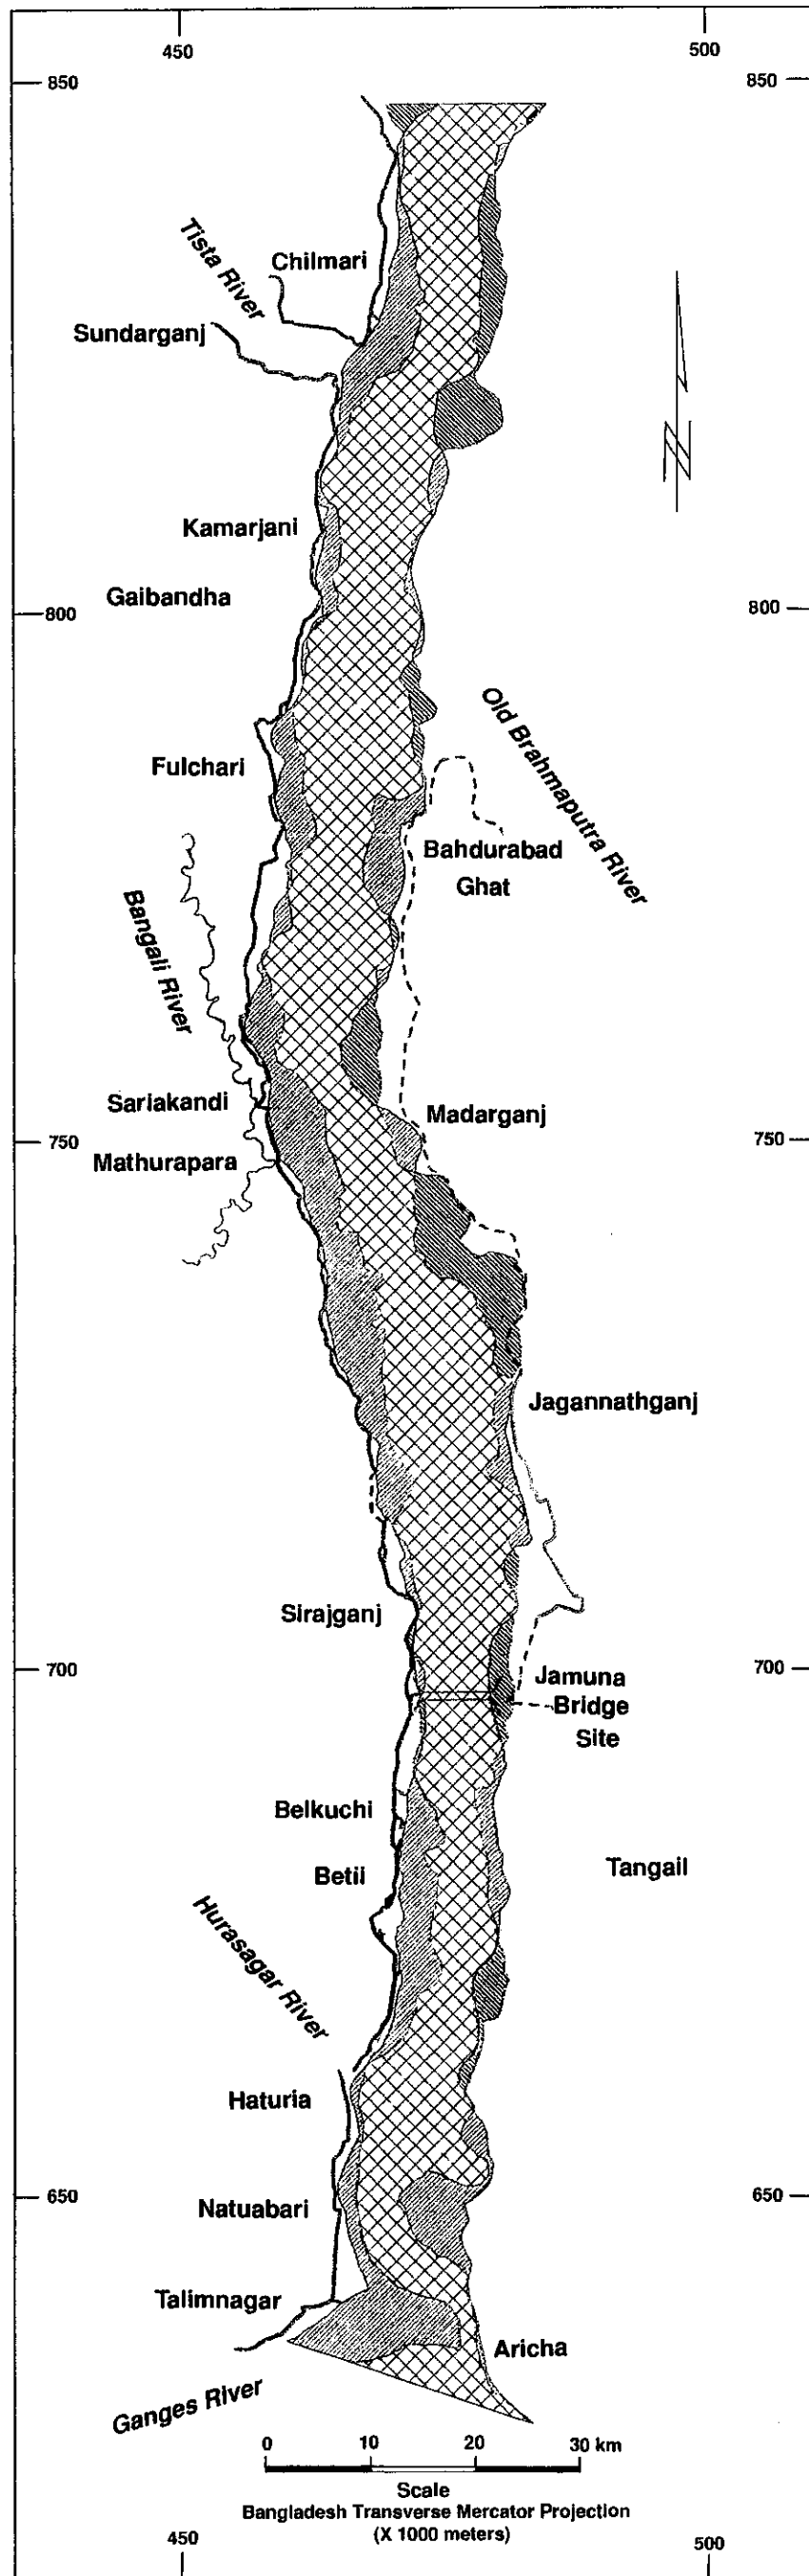 450
500
850
850
Tista River
Chilmari
Sundarganj
Kamarjani
Gaibandha
800
800
Old Brahmaputra River
Fulchari
Bahdurabad
Ghat
Bangali River
Sariakandi
Madarganj
750
750
Mathurapara
Jagannathganj
Sirajganj
700
700
Jamuna
Bridge
Site
Belkuchi
Tangail
Betil
Hurasagar River
Haturia
650
650
Natuabari
Talimnagar
Aricha
Ganges River
0 10 20 30 km
Scale
Bangladesh Transverse Mercator Projection
(X 1000 meters)
450
500